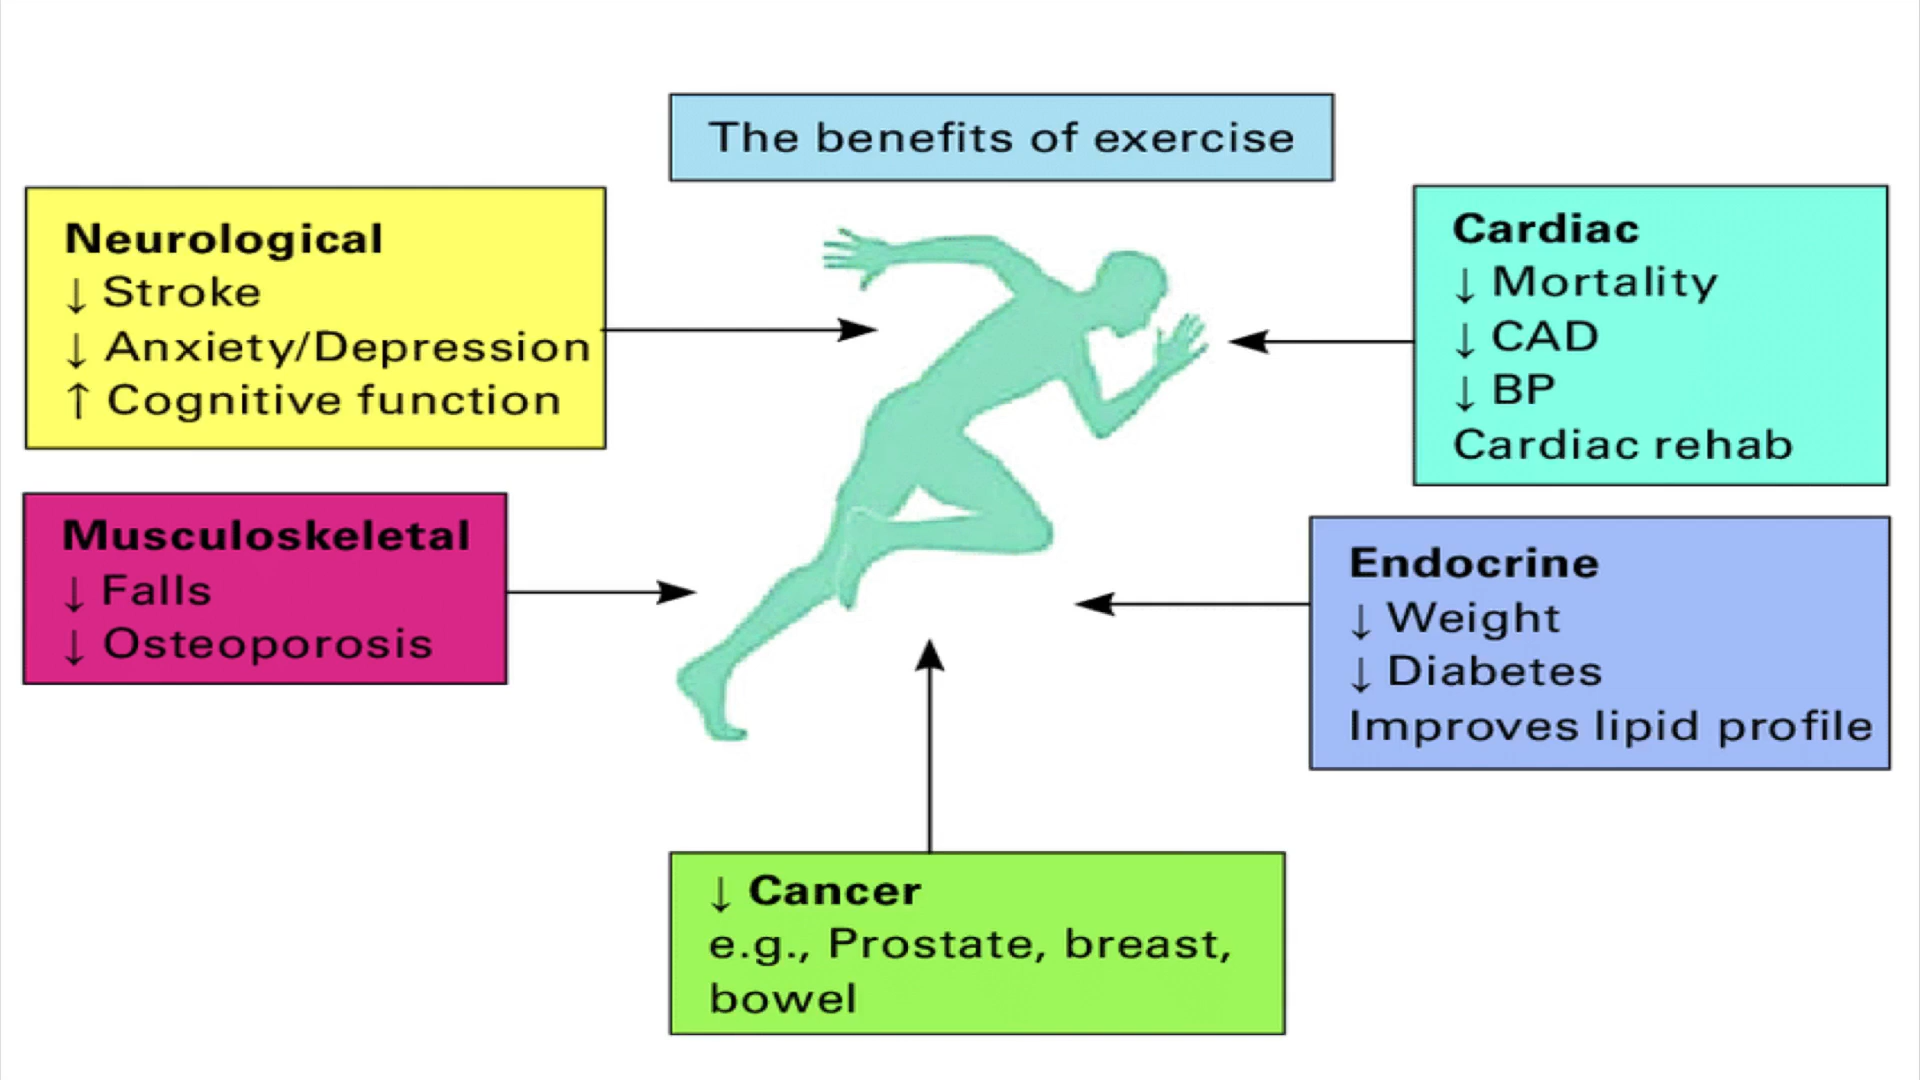 The benefits of exercise
Neurological
↓ Stroke
↓ Anxiety/Depression
↑ Cognitive function
Musculoskeletal
↓ Falls
↓ Osteoporosis
Cardiac
↓ Mortality
↓ CAD
↓ BP
Cardiac rehab
Endocrine
↓ Weight
↓ Diabetes
Improves lipid profile
↓ Cancer
e.g., Prostate, breast,
bowel